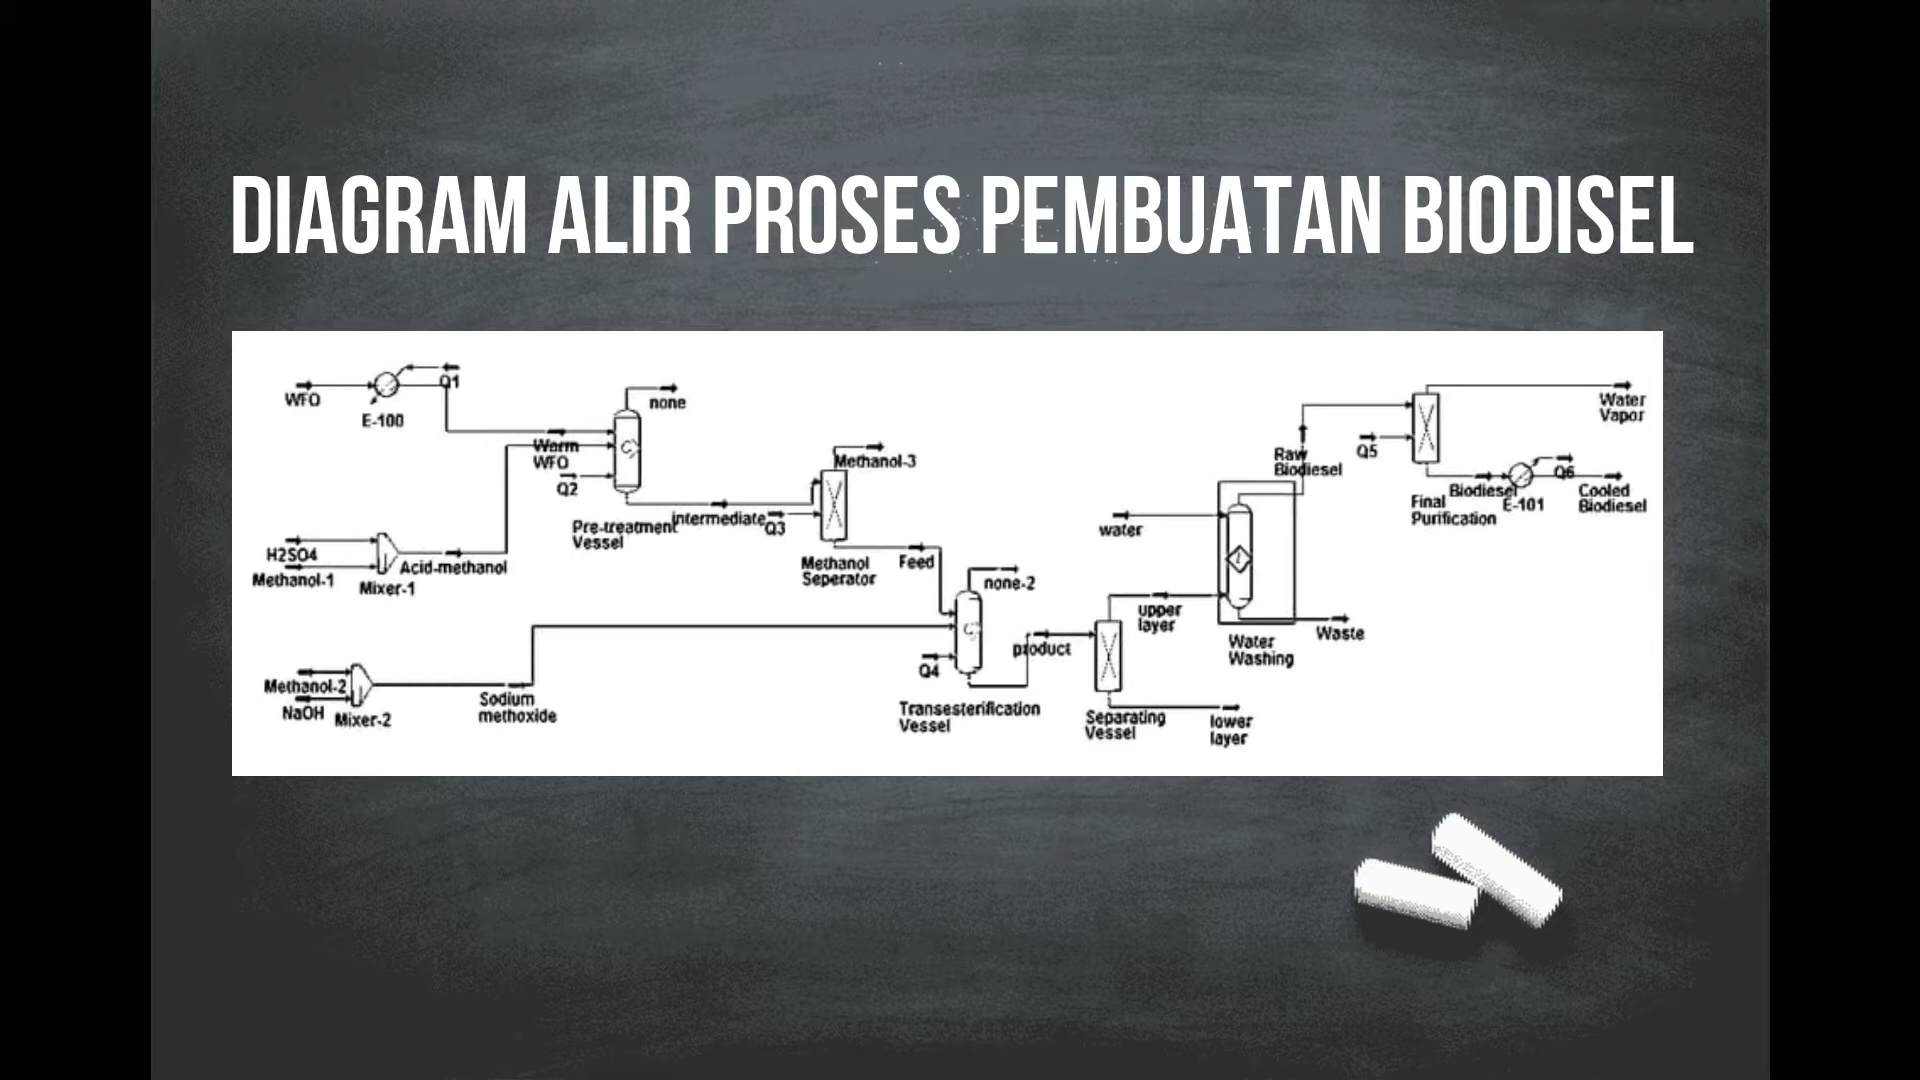 DIAGRAM ALIR PROSES PEMBUATAN BIODISEL
WFO
Q1
E-100
none
Warm
WFO
Q2
Methanol-3
Pre-treatment
Vessel
intermediate
Q3
H2SO4
Methanol-1
Mixer-1
Acid-methanol
Methanol
Seperator
Feed
none-2
Methanol-2
NaOH
Mixer-2
Sodium
methoxide
Q4
Transesterification
Vessel
product
Separating
Vessel
upper
layer
lower
layer
water
Water
Washing
Waste
Raw
Biodiesel
Q5
Water
Vapor
Final
Purification
Biodiesel
E-101
Q6
Cooled
Biodiesel